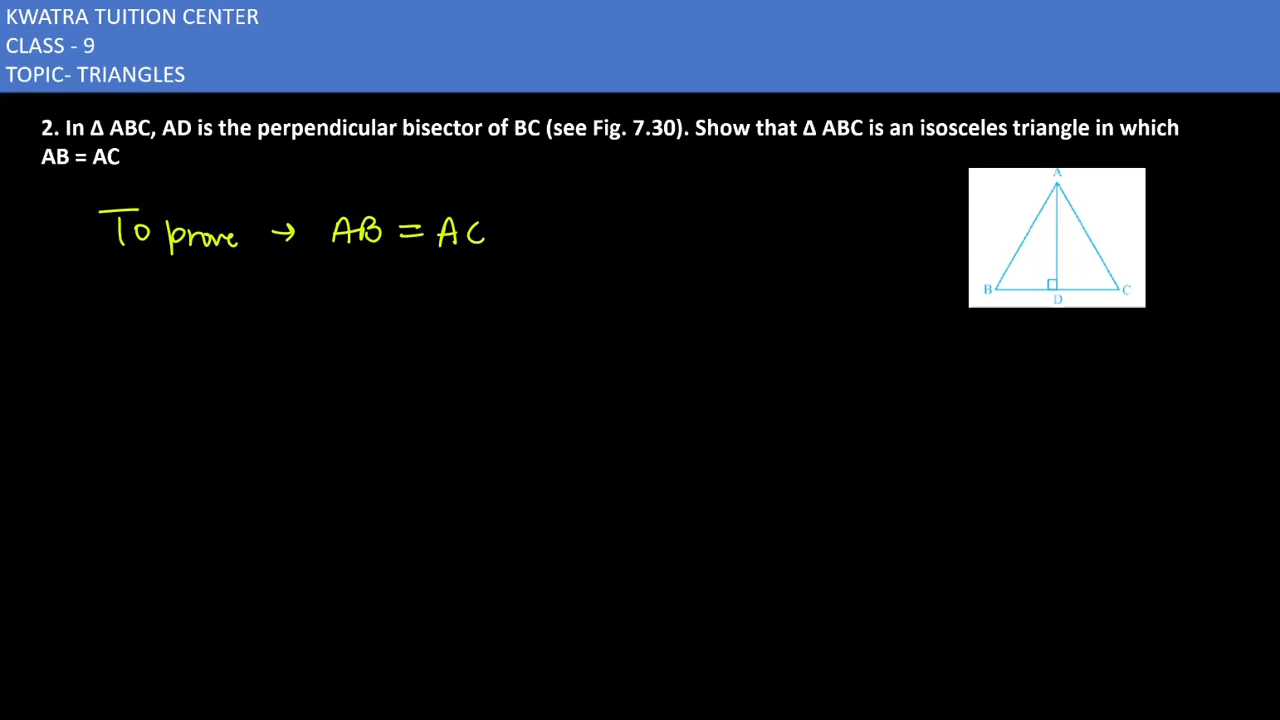 KWATRA TUITION CENTER
CLASS - 9
TOPIC- TRIANGLES
2. In Δ ABC, AD is the perpendicular bisector of BC (see Fig. 7.30). Show that Δ ABC is an isosceles triangle in which
AB = AC
To prove → AB = AC
A
B
C
D